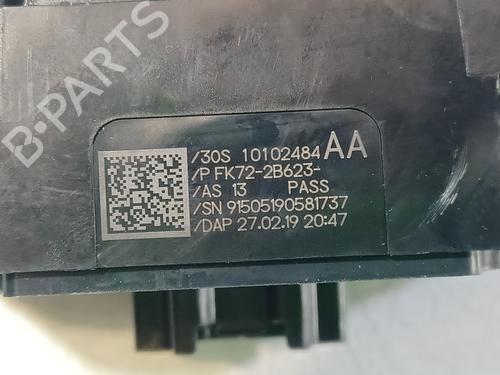 B-PARTS
/30S 10102484 AA
/P FK72-2B623-
/AS 13 PASS
/SN 91505190581737
/DAP 27.02.19 20:47